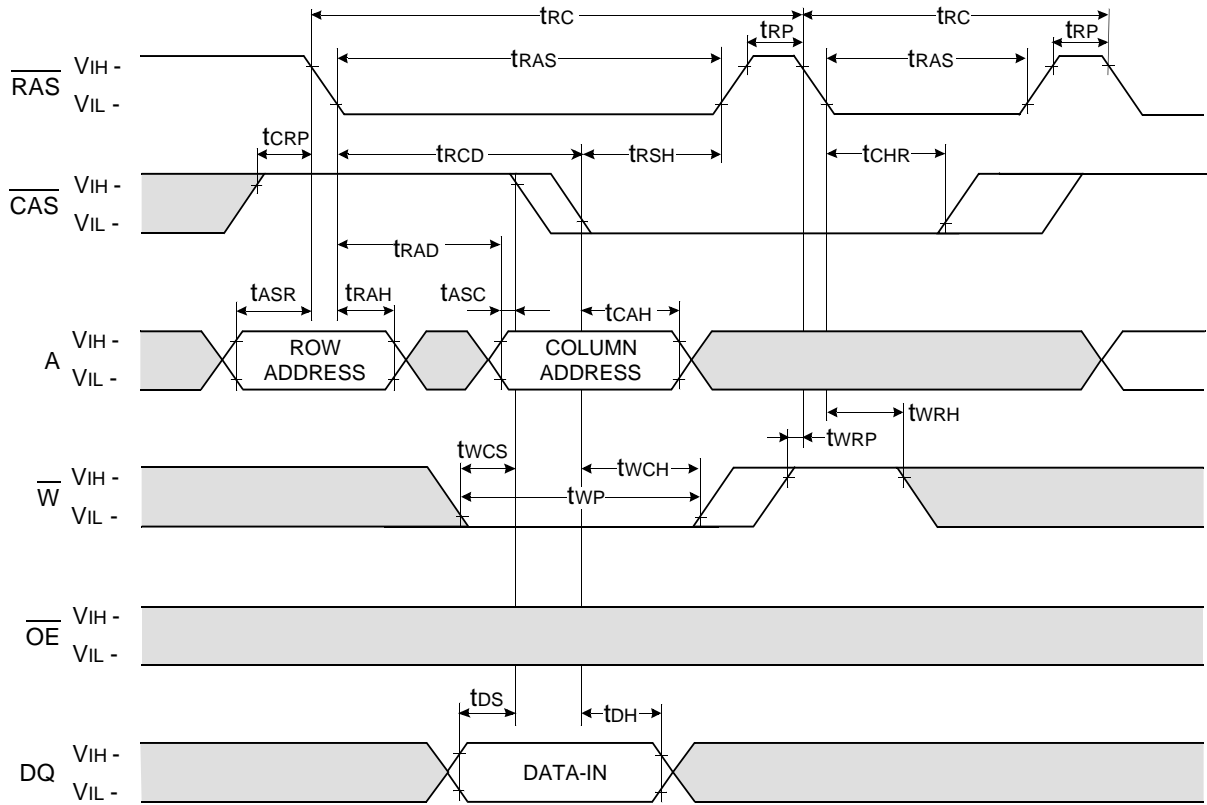 tRC tRC
tRP tRP
VIH - tRAS tRAS
RAS
VIL -
tCRP tRCD tRSH tCHR
VIH -
CAS
VIL -
tRAD
tASR tRAH tASC tCAH
VIH - ROW COLUMN
A
VIL - ADDRESS ADDRESS
tWRH
tWRP
tWCS tWCH
VIH -
W tWP
VIL -
VIH -
OE
VIL -
tDS tDH
VIH -
DQ DATA-IN
VIL -